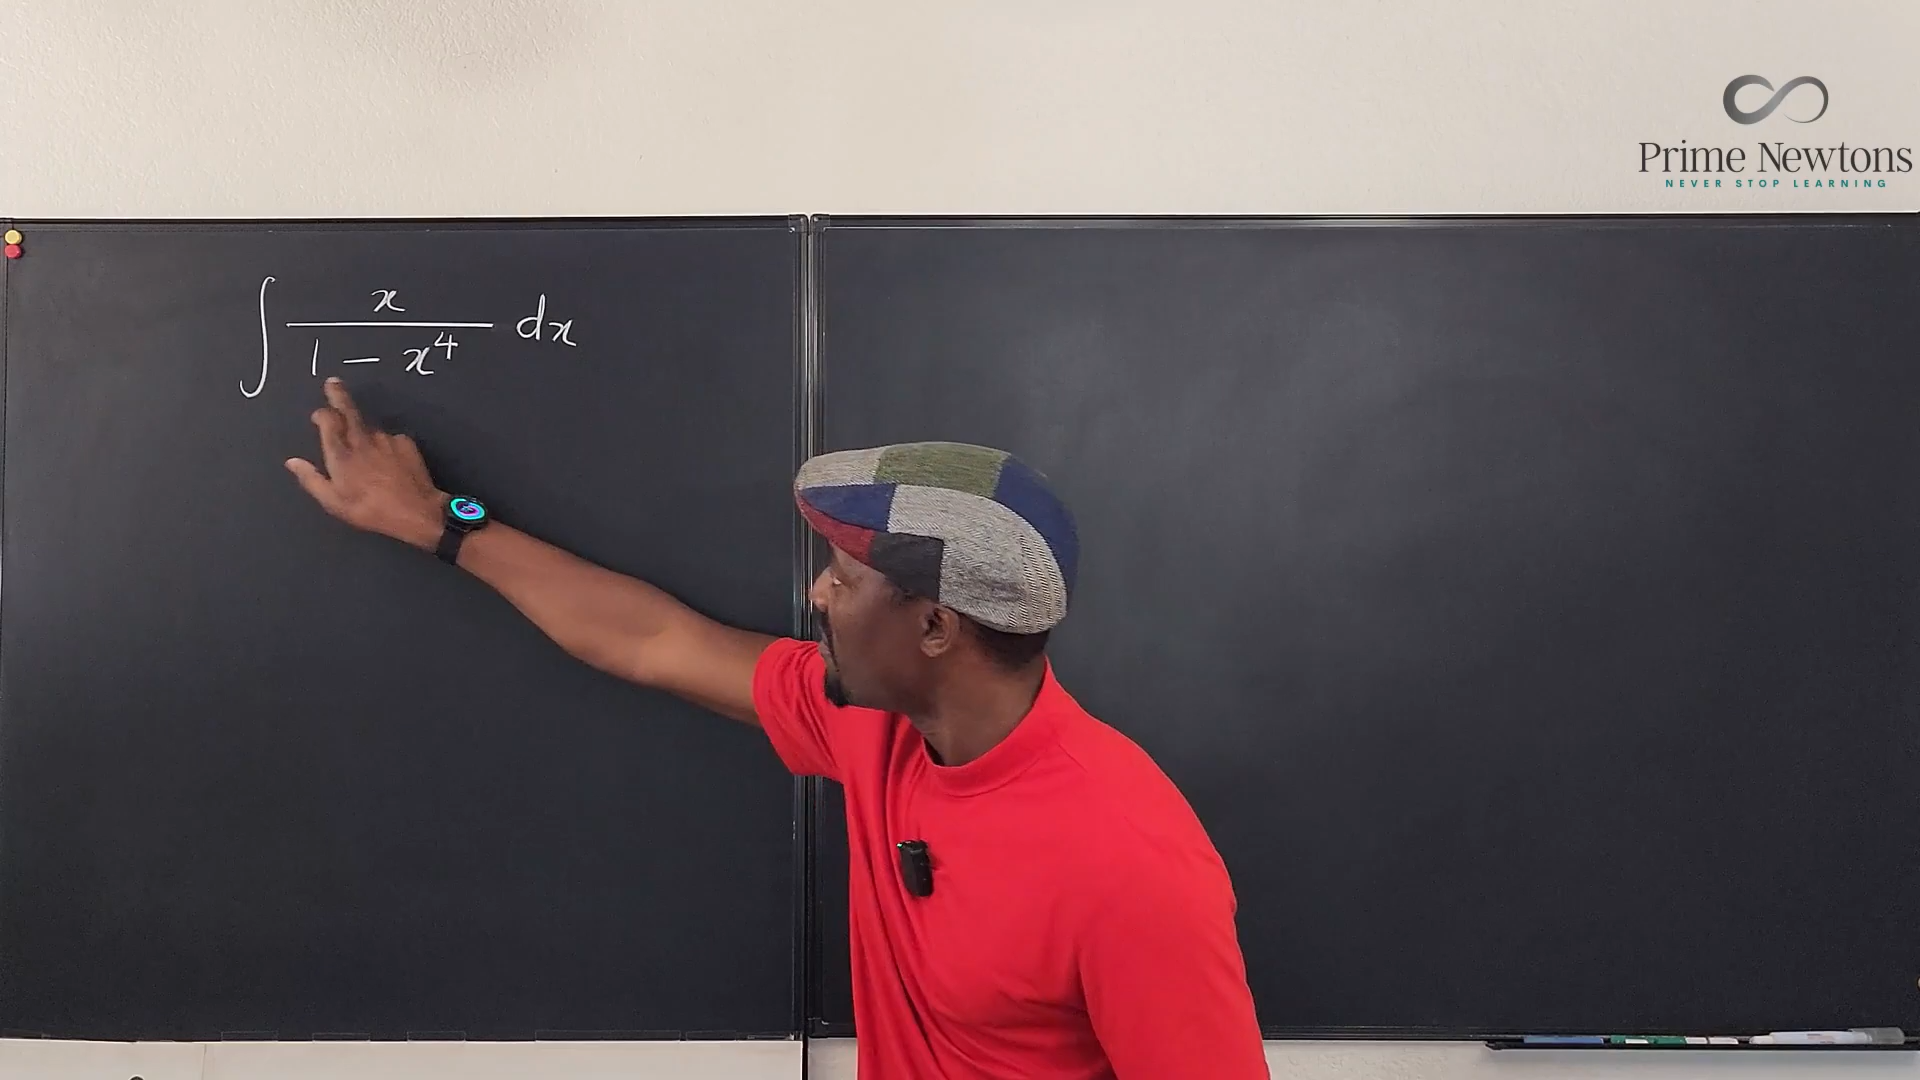 Prime Newtons
NEVER STOP LEARNING
∫ x / (1 - x⁴) dx